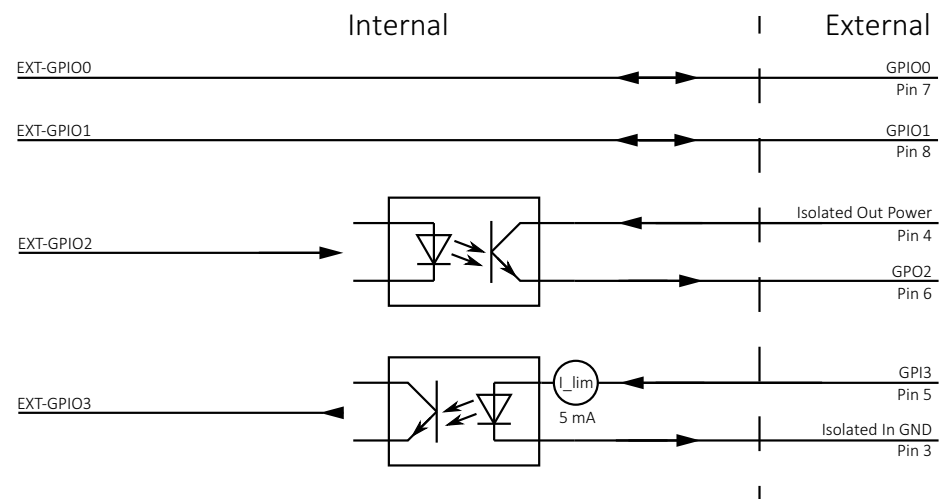 Internal
External
EXT-GPIO0
GPIO0
Pin 7
EXT-GPIO1
GPIO1
Pin 8
Isolated Out Power
Pin 4
EXT-GPIO2
GPO2
Pin 6
I_lim
GPI3
Pin 5
EXT-GPIO3
5 mA
Isolated In GND
Pin 3